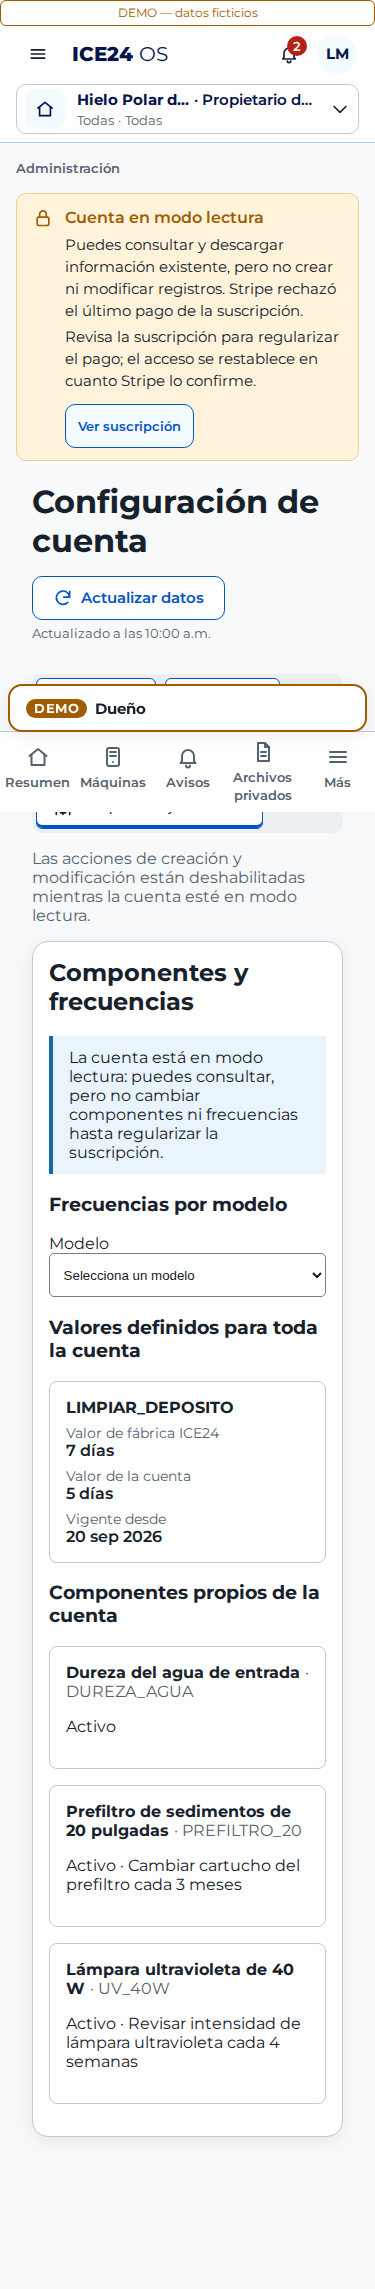 DEMO — datos ficticios
ICE24 OS
2
LM
Hielo Polar d... · Propietario d...
Todas · Todas
Administración
Cuenta en modo lectura
Puedes consultar y descargar
información existente, pero no crear
ni modificar registros. Stripe rechazó
el último pago de la suscripción.
Revisa la suscripción para regularizar
el pago; el acceso se restablece en
cuanto Stripe lo confirme.
Ver suscripción
Configuración de
cuenta
Actualizar datos
Actualizado a las 10:00 a.m.
DEMO Dueño
Resumen
Máquinas
Avisos
Archivos
privados
Más
Las acciones de creación y
modificación están deshabilitadas
mientras la cuenta esté en modo
lectura.
Componentes y
frecuencias
La cuenta está en modo
lectura: puedes consultar,
pero no cambiar
componentes ni frecuencias
hasta regularizar la
suscripción.
Frecuencias por modelo
Modelo
Selecciona un modelo
Valores definidos para toda
la cuenta
LIMPIAR_DEPOSITO
Valor de fábrica ICE24
7 días
Valor de la cuenta
5 días
Vigente desde
20 sep 2026
Componentes propios de la
cuenta
Dureza del agua de entrada ·
DUREZA_AGUA
Activo
Prefiltro de sedimentos de
20 pulgadas · PREFILTRO_20
Activo · Cambiar cartucho del
prefiltro cada 3 meses
Lámpara ultravioleta de 40
W · UV_40W
Activo · Revisar intensidad de
lámpara ultravioleta cada 4
semanas